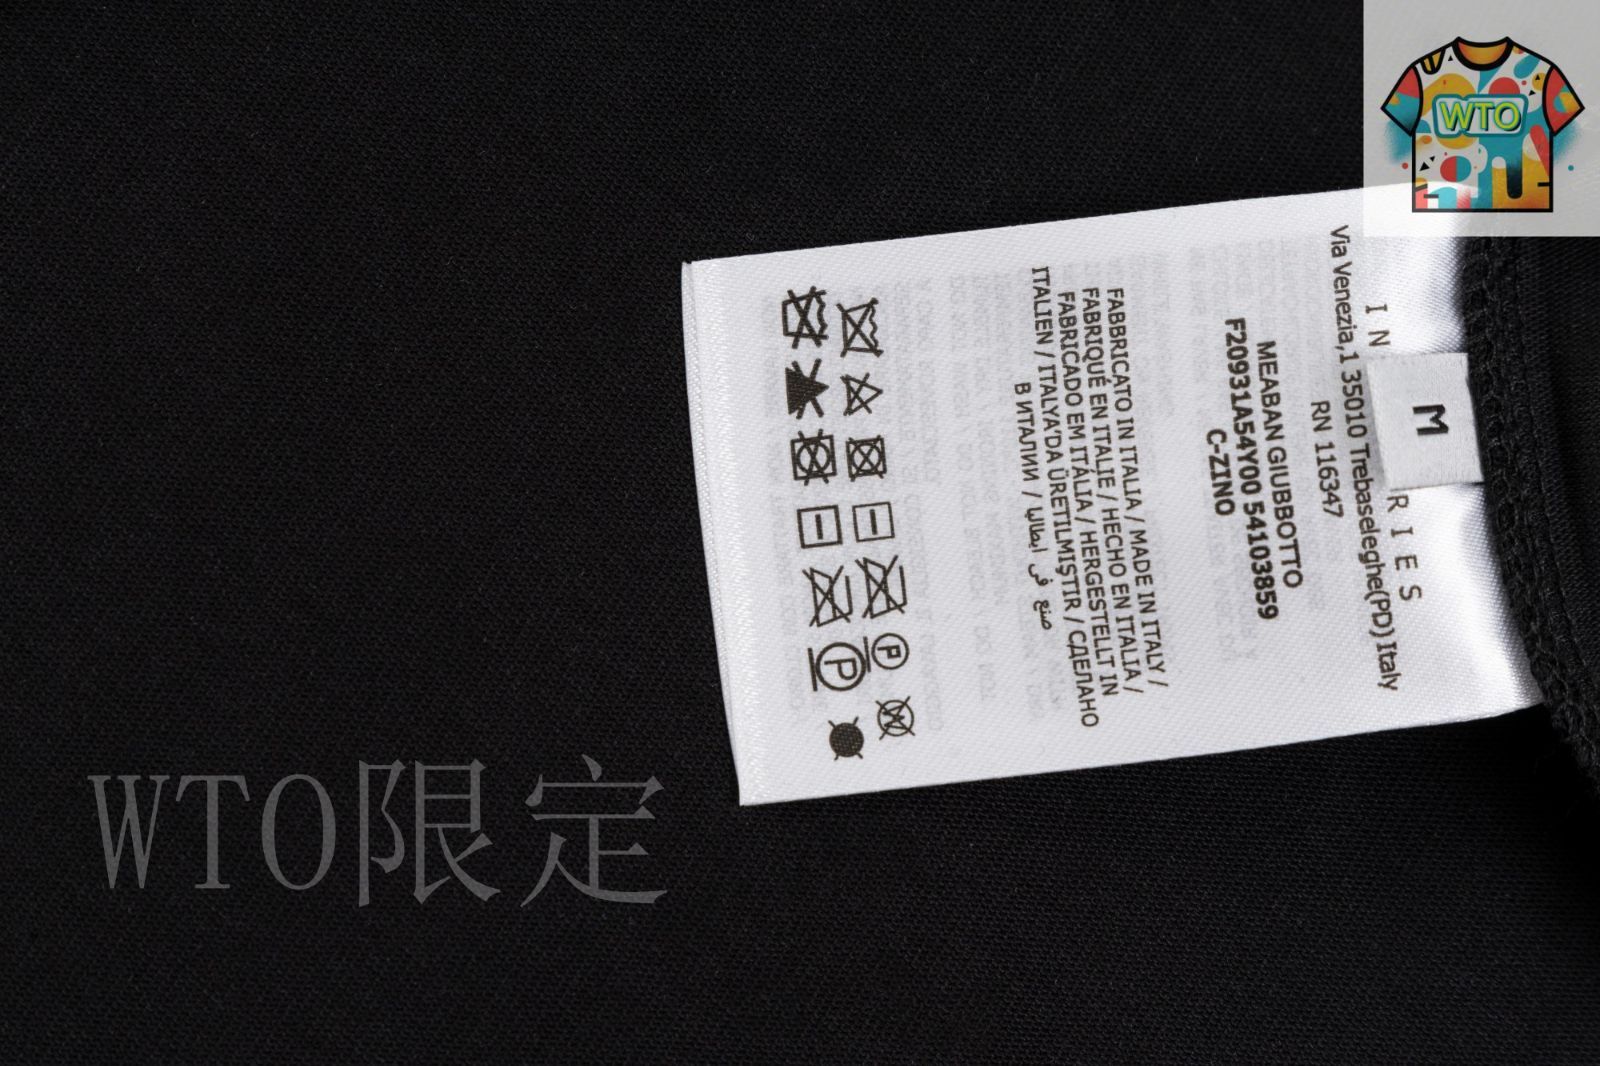 WTO
M
I N
R I E S
Via Venezia,1 35010 Trebaseleghe(PD) Italy
RN 116347
MEABAN GIUBBOTTO
F20931A54Y00 54103859
C-ZINO
FABBRICATO IN ITALIA / MADE IN ITALY /
FABRIQUÉ EN ITALIE / HECHO EN ITALIA /
FABRICADO EM ITÁLIA / HERGESTELLT IN
ITALIEN / ITALYA'DA ÜRETILMIŞTIR / СДЕЛАНО
В ИТАЛИИ / صنع في ايطاليا
P
W
P
WTO限定